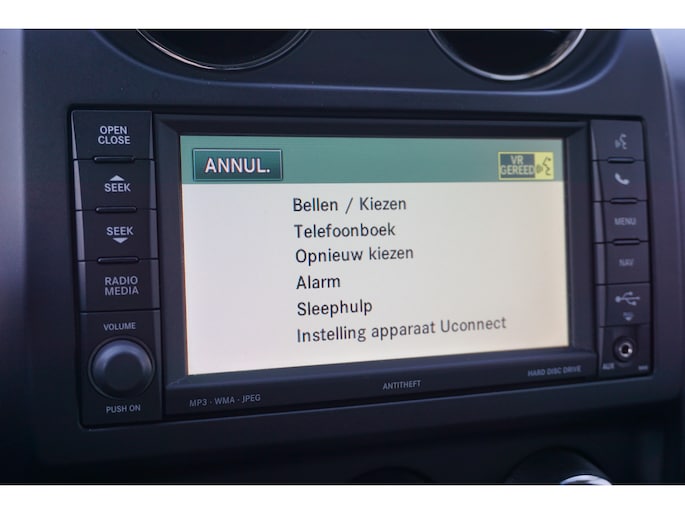 OPEN
CLOSE
SEEK
SEEK
RADIO
MEDIA
VOLUME
PUSH ON
ANNUL.
VR
GEREED
Bellen / Kiezen
Telefoonboek
Opnieuw kiezen
Alarm
Sleephulp
Instelling apparaat Uconnect
MP3 · WMA · JPEG
ANTITHEFT
HARD DISC DRIVE
MENU
NAV
AUX